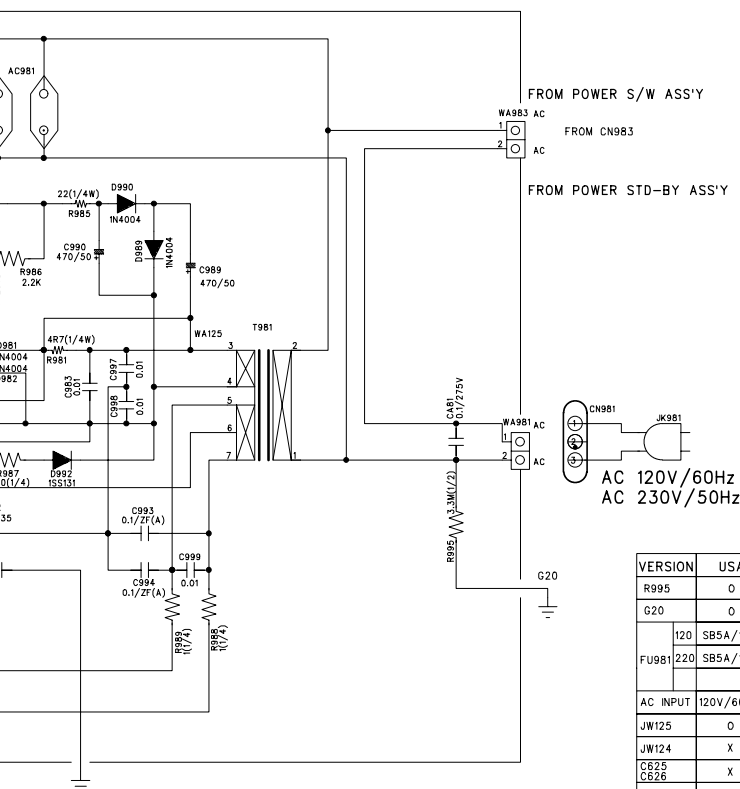 AC981
FROM POWER S/W ASS'Y
WA983 AC
1
FROM CN983
2
AC
FROM POWER STD-BY ASS'Y
22(1/4W)
R985
D990
1N4004
C990
470/50
+
D989
1N4004
+
C989
470/50
R986
2.2K
WA125
T981
4R7(1/4W)
R981
N4004
N4004
C983
0.01
C997
0.01
C998
0.01
3
4
5
6
7
2
1
CA81
0.1/275V
WA981 AC
1
2
AC
CN981
1
2
3
JK981
AC 120V/60Hz
AC 230V/50Hz
D992
1SS131
3.3M(1/2)
R995
G20
C993
0.1/ZF(A)
C994
0.1/ZF(A)
C999
0.01
R989
1(1/4)
R988
1(1/4)
VERSION USA
R995 O
G20 O
FU981 120 SB5A/
220 SB5A/
AC INPUT 120V/60
JW125 O
JW124 X
C625
C626 X